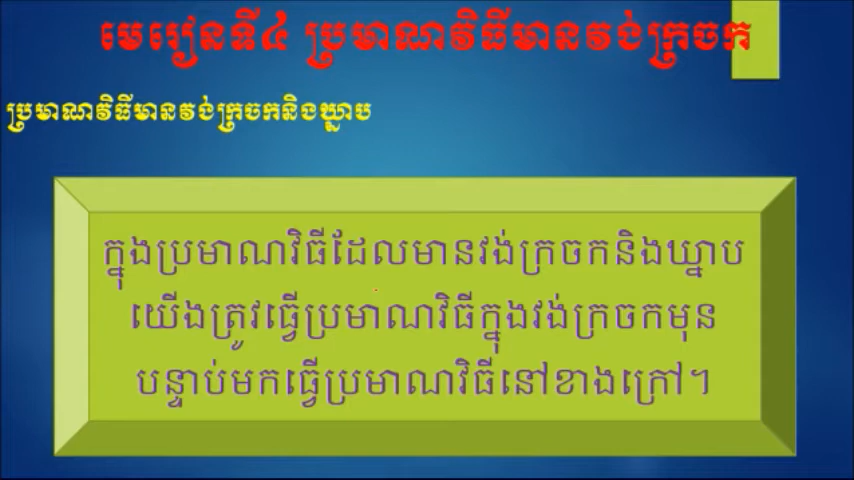 មេរៀនទី៤ ប្រមាណវិធីមានវង់ក្រចក
ប្រមាណវិធីមានវង់ក្រចកនិងឃ្នាប
ក្នុងប្រមាណវិធីដែលមានវង់ក្រចកនិងឃ្នាប
យើងត្រូវធ្វើប្រមាណវិធីក្នុងវង់ក្រចកមុន
បន្ទាប់មកធ្វើប្រមាណវិធីនៅខាងក្រៅ។